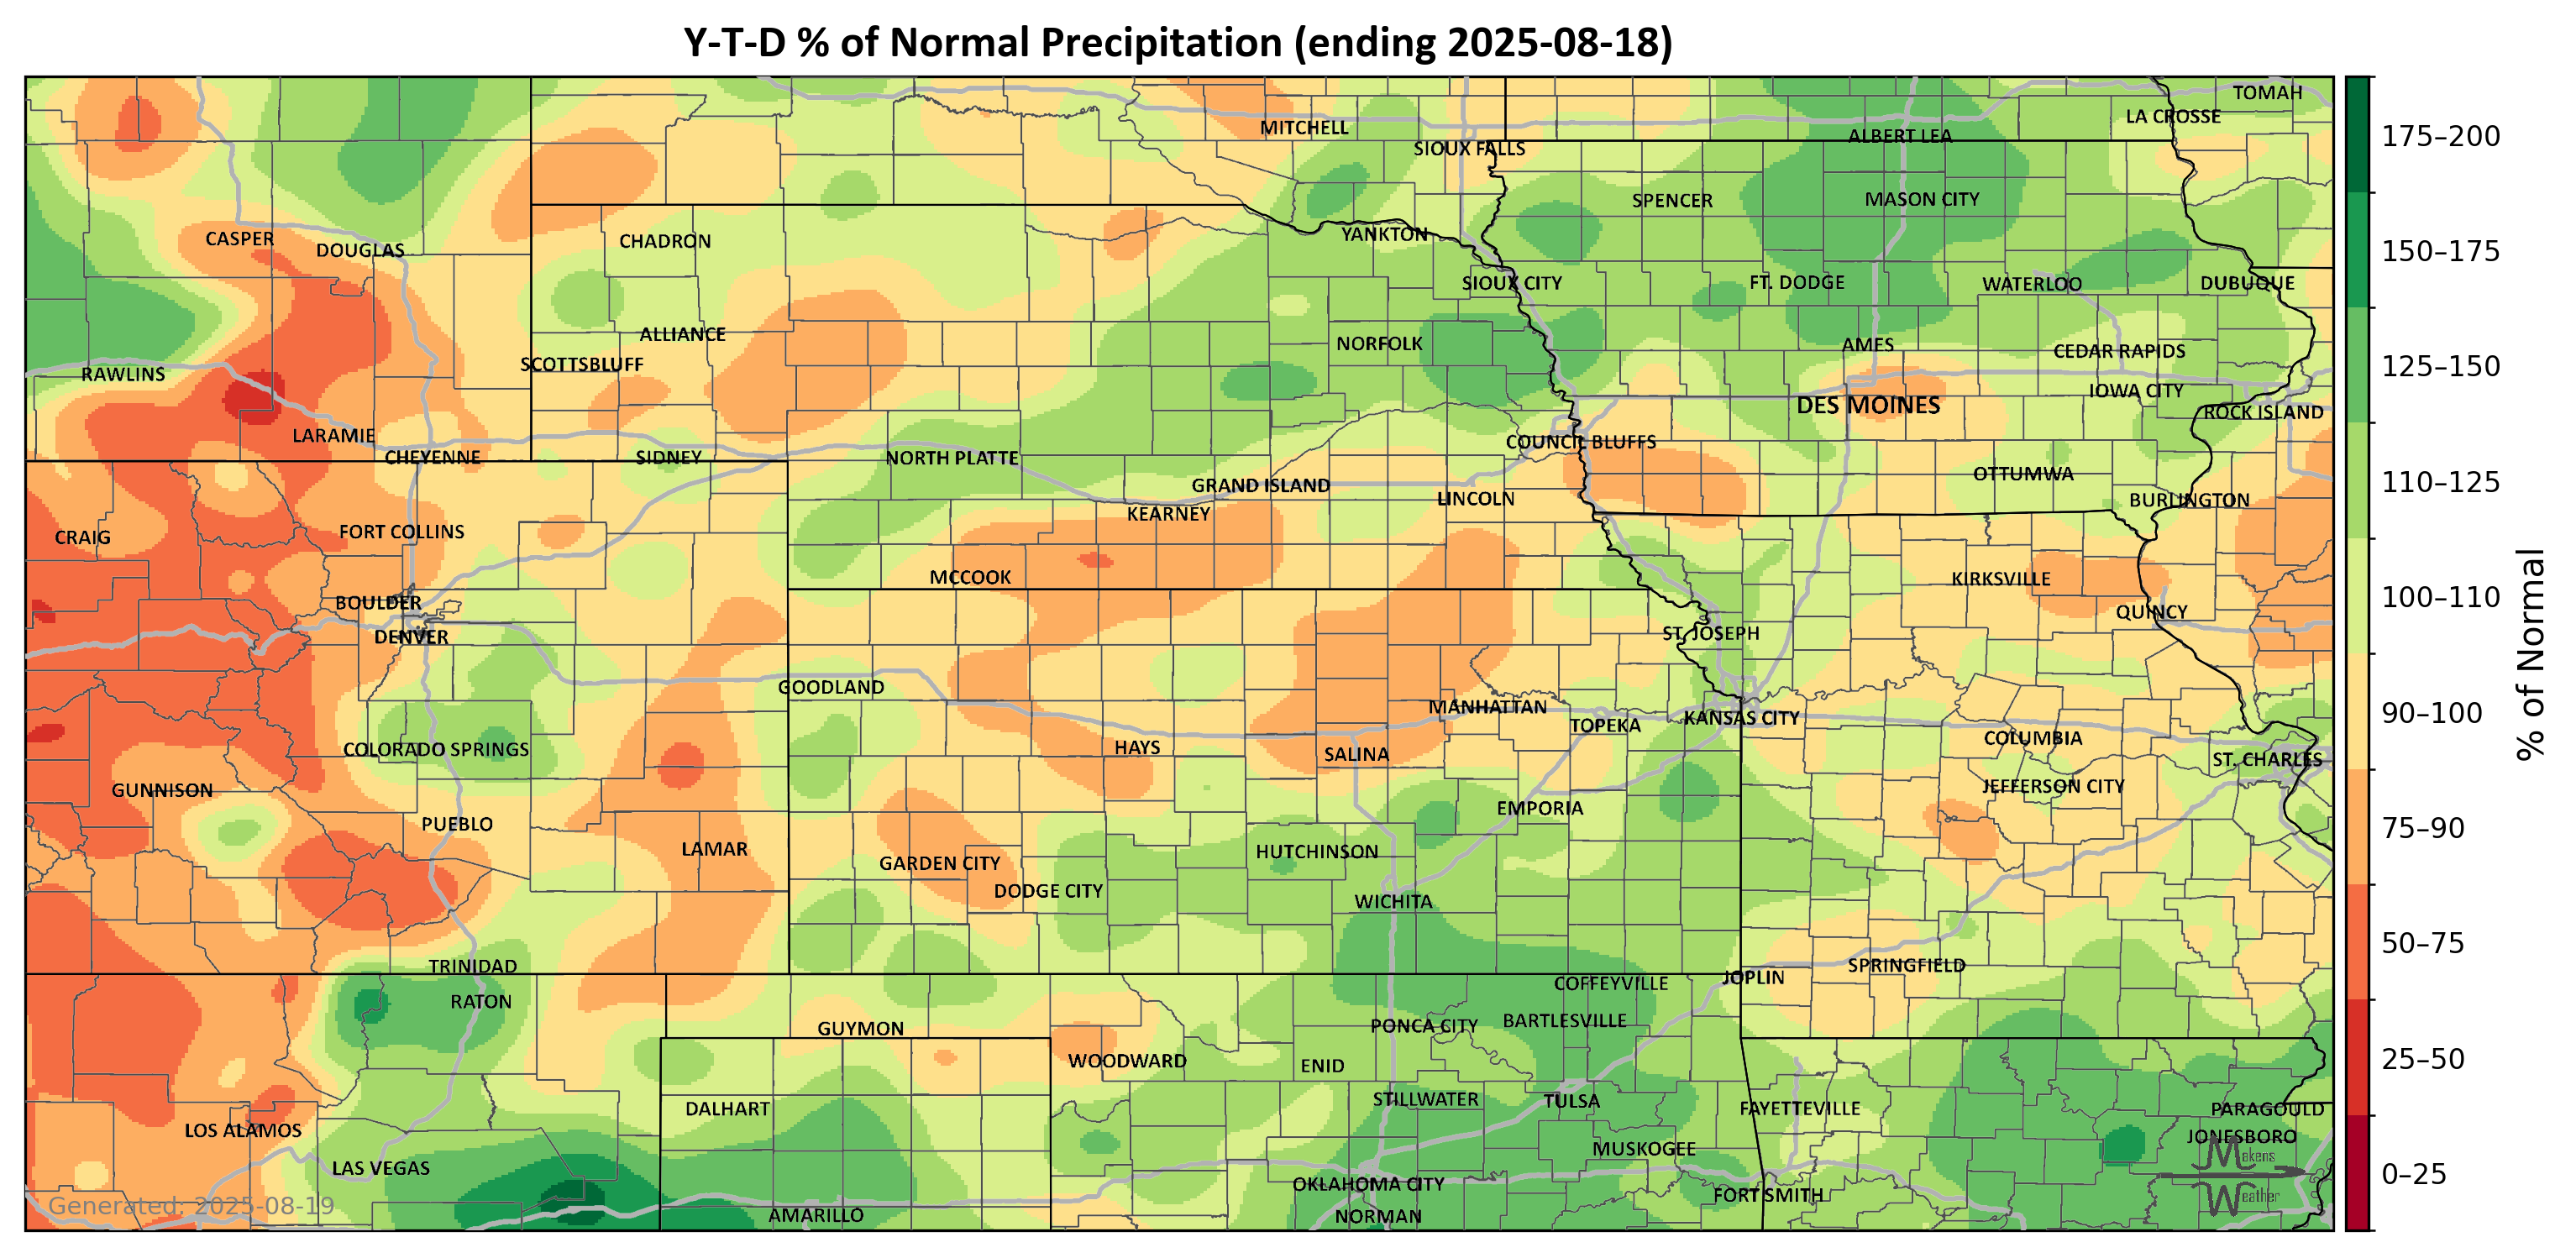 Y-T-D % of Normal Precipitation (ending 2025-08-18)
TOMAH
LA CROSSE
MITCHELL
ALBERT LEA
SIOUX FALLS
SPENCER
MASON CITY
YANKTON
CASPER
DOUGLAS
CHADRON
SIOUX CITY
FT. DODGE
WATERLOO
DUBUQUE
ALLIANCE
NORFOLK
AMES
CEDAR RAPIDS
SCOTTSBLUFF
RAWLINS
IOWA CITY
DES MOINES
ROCK ISLAND
LARAMIE
COUNCIL BLUFFS
CHEYENNE
SIDNEY
NORTH PLATTE
OTTUMWA
GRAND ISLAND
LINCOLN
BURLINGTON
KEARNEY
CRAIG
FORT COLLINS
MCCOOK
KIRKSVILLE
BOULDER
QUINCY
DENVER
ST. JOSEPH
GOODLAND
MANHATTAN
TOPEKA
KANSAS CITY
COLORADO SPRINGS
HAYS
SALINA
COLUMBIA
ST. CHARLES
GUNNISON
JEFFERSON CITY
EMPORIA
PUEBLO
LAMAR
HUTCHINSON
GARDEN CITY
DODGE CITY
WICHITA
TRINIDAD
SPRINGFIELD
JOPLIN
COFFEYVILLE
RATON
GUYMON
PONCA CITY
BARTLESVILLE
WOODWARD
ENID
DALHART
STILLWATER
TULSA
FAYETTEVILLE
PARAGOULD
LOS ALAMOS
JONESBORO
MUSKOGEE
LAS VEGAS
OKLAHOMA CITY
FORT SMITH
AMARILLO
NORMAN
Generated: 2025-08-19
Makens
Weather
175–200
150–175
125–150
110–125
100–110
90–100
75–90
50–75
25–50
0–25
% of Normal